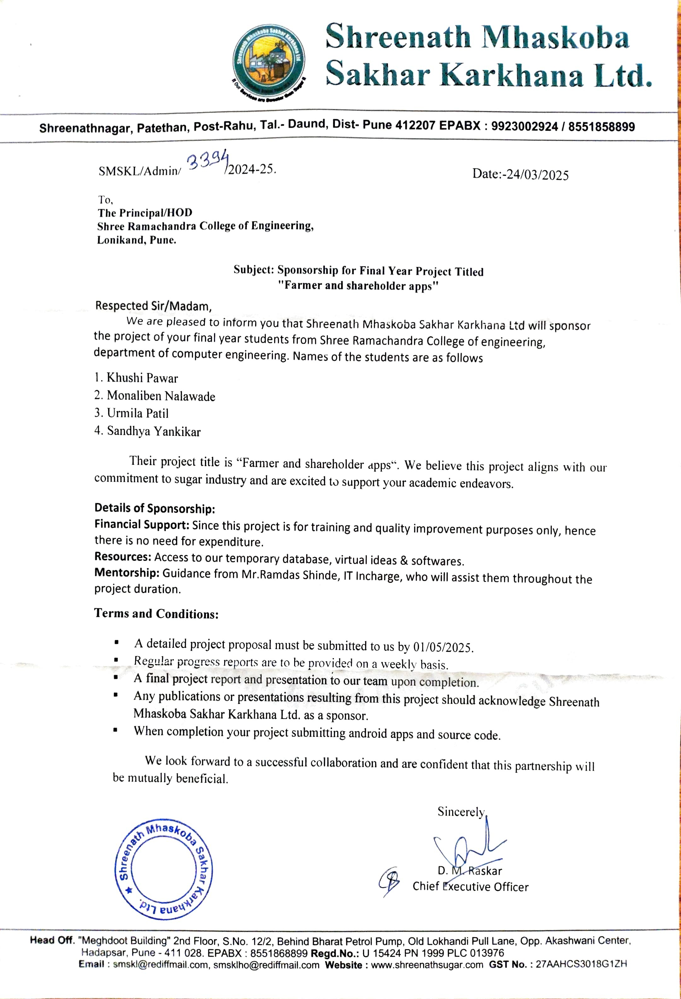 Shreenath Mhaskoba Sakhar Karkhana Ltd.
II Our Services are Sweeter than Sugar II
Shreenath Mhaskoba
Sakhar Karkhana Ltd.
Shreenathnagar, Patethan, Post-Rahu, Tal.- Daund, Dist- Pune 412207 EPABX : 9923002924 / 8551858899
SMSKL/Admin/ 3394 /2024-25.
Date:-24/03/2025
To,
The Principal/HOD
Shree Ramachandra College of Engineering,
Lonikand, Pune.
Subject: Sponsorship for Final Year Project Titled
"Farmer and shareholder apps"
Respected Sir/Madam,
We are pleased to inform you that Shreenath Mhaskoba Sakhar Karkhana Ltd will sponsor
the project of your final year students from Shree Ramachandra College of engineering,
department of computer engineering. Names of the students are as follows
1. Khushi Pawar
2. Monaliben Nalawade
3. Urmila Patil
4. Sandhya Yankikar
Their project title is “Farmer and shareholder apps“. We believe this project aligns with our
commitment to sugar industry and are excited to support your academic endeavors.
Details of Sponsorship:
Financial Support: Since this project is for training and quality improvement purposes only, hence
there is no need for expenditure.
Resources: Access to our temporary database, virtual ideas & softwares.
Mentorship: Guidance from Mr.Ramdas Shinde, IT Incharge, who will assist them throughout the
project duration.
Terms and Conditions:
▪ A detailed project proposal must be submitted to us by 01/05/2025.
▪ Regular progress reports are to be provided on a weekly basis.
▪ A final project report and presentation to our team upon completion.
▪ Any publications or presentations resulting from this project should acknowledge Shreenath
Mhaskoba Sakhar Karkhana Ltd. as a sponsor.
▪ When completion your project submitting android apps and source code.
We look forward to a successful collaboration and are confident that this partnership will
be mutually beneficial.
Sincerely,
D. M. Raskar
Chief Executive Officer
★ Shreenath Mhaskoba Sakhar Karkhana Ltd.
Head Off. "Meghdoot Building" 2nd Floor, S.No. 12/2, Behind Bharat Petrol Pump, Old Lokhandi Pull Lane, Opp. Akashwani Center,
Hadapsar, Pune - 411 028. EPABX : 8551868899 Regd.No.: U 15424 PN 1999 PLC 013976
Email : smskl@rediffmail.com, smsklho@rediffmail.com Website : www.shreenathsugar.com GST No. : 27AAHCS3018G1ZH